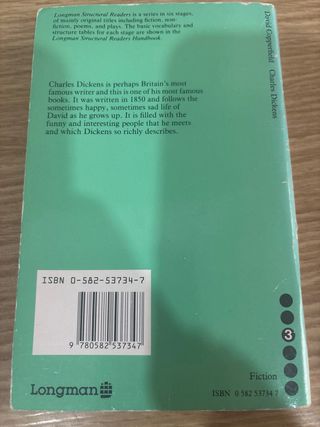 Longman Structural Readers is a series in six stages,
of mainly original titles including fiction, non-
fiction, poems, and plays. The basic vocabulary and
structure tables for each stage are shown in the
Longman Structural Readers Handbook.
Charles Dickens is perhaps Britain's most
famous writer and this is one of his most famous
books. It was written in 1850 and follows the
sometimes happy, sometimes sad life of
David as he grows up. It is filled with the
funny and interesting people that he meets
and which Dickens so richly describes.
David Copperfield Charles Dickens
ISBN 0-582-53734-7
9 780582 537347
3
Fiction
Longman
ISBN 0 582 53734 7